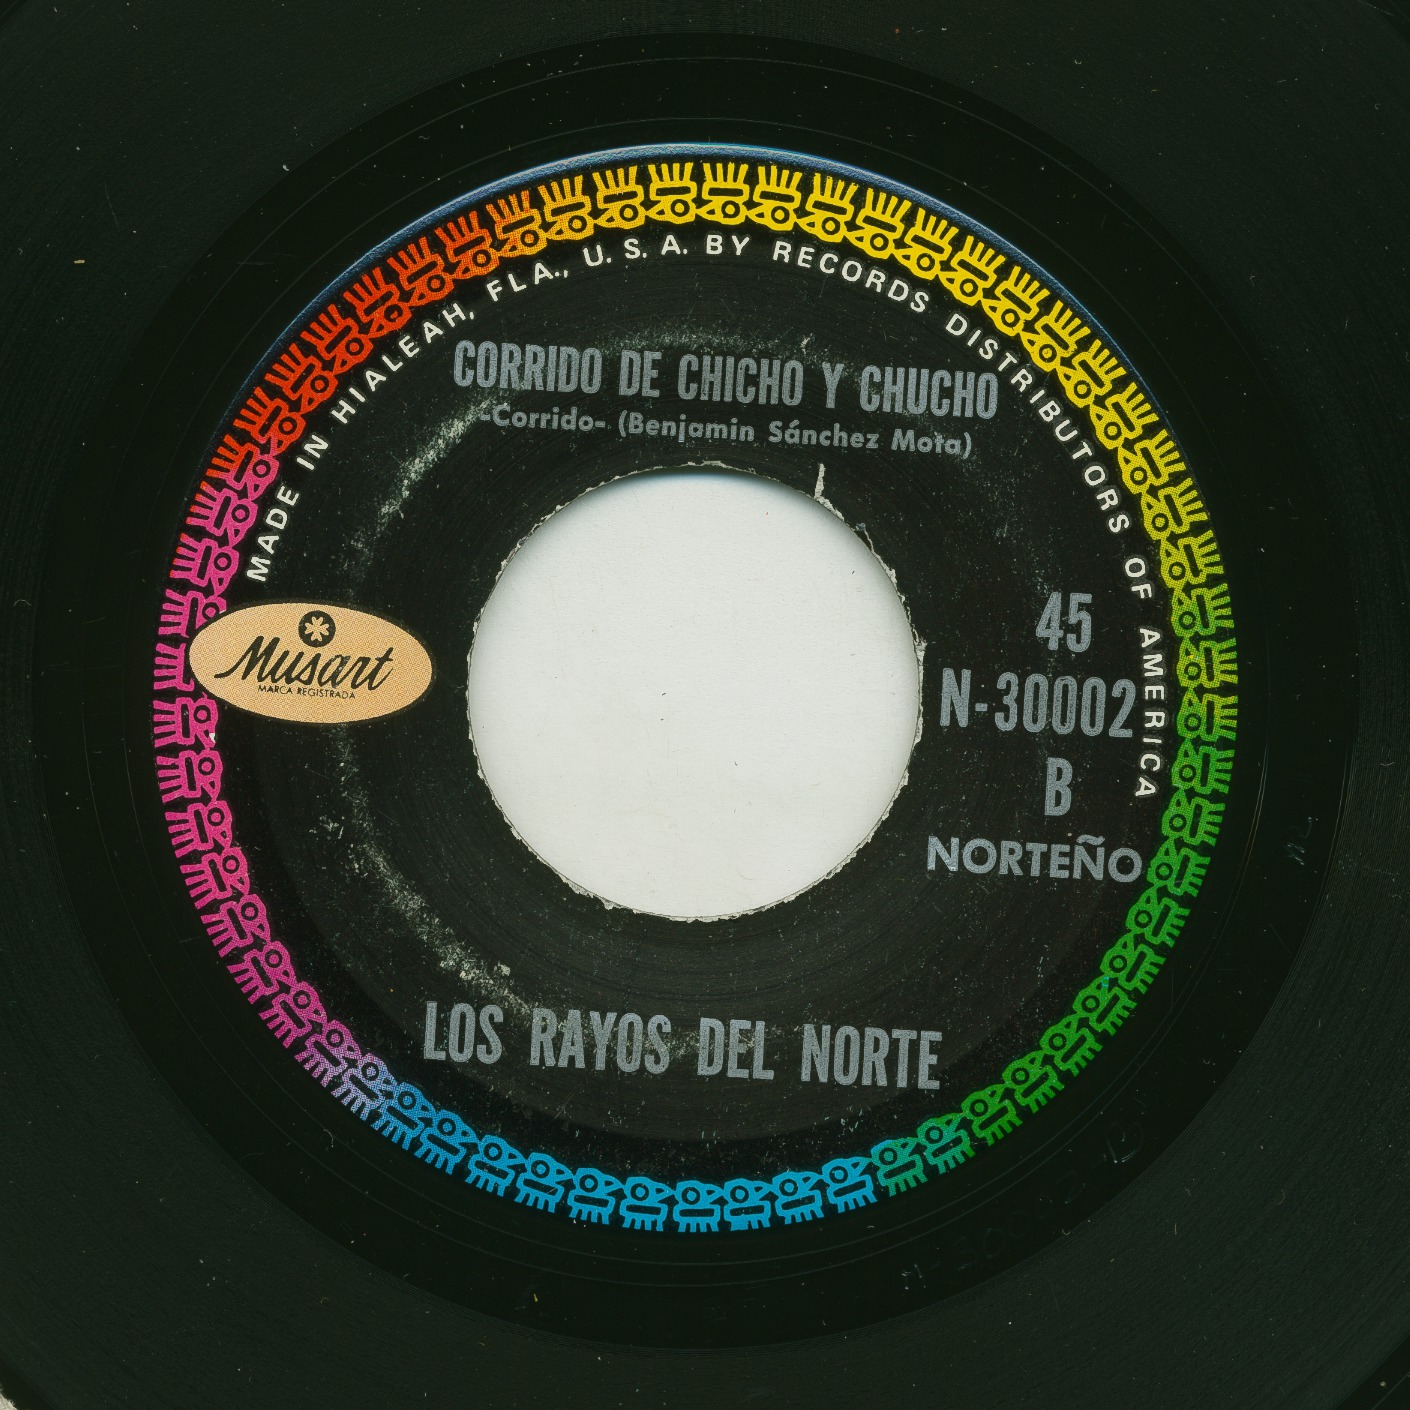 MADE IN HIALEAH, FLA., U.S.A. BY RECORDS DISTRIBUTORS OF AMERICA
CORRIDO DE CHICHO Y CHUCHO
-Corrido- (Benjamin Sánchez Mota)
Musart
MARCA REGISTRADA
45
N-30002
B
NORTEÑO
LOS RAYOS DEL NORTE